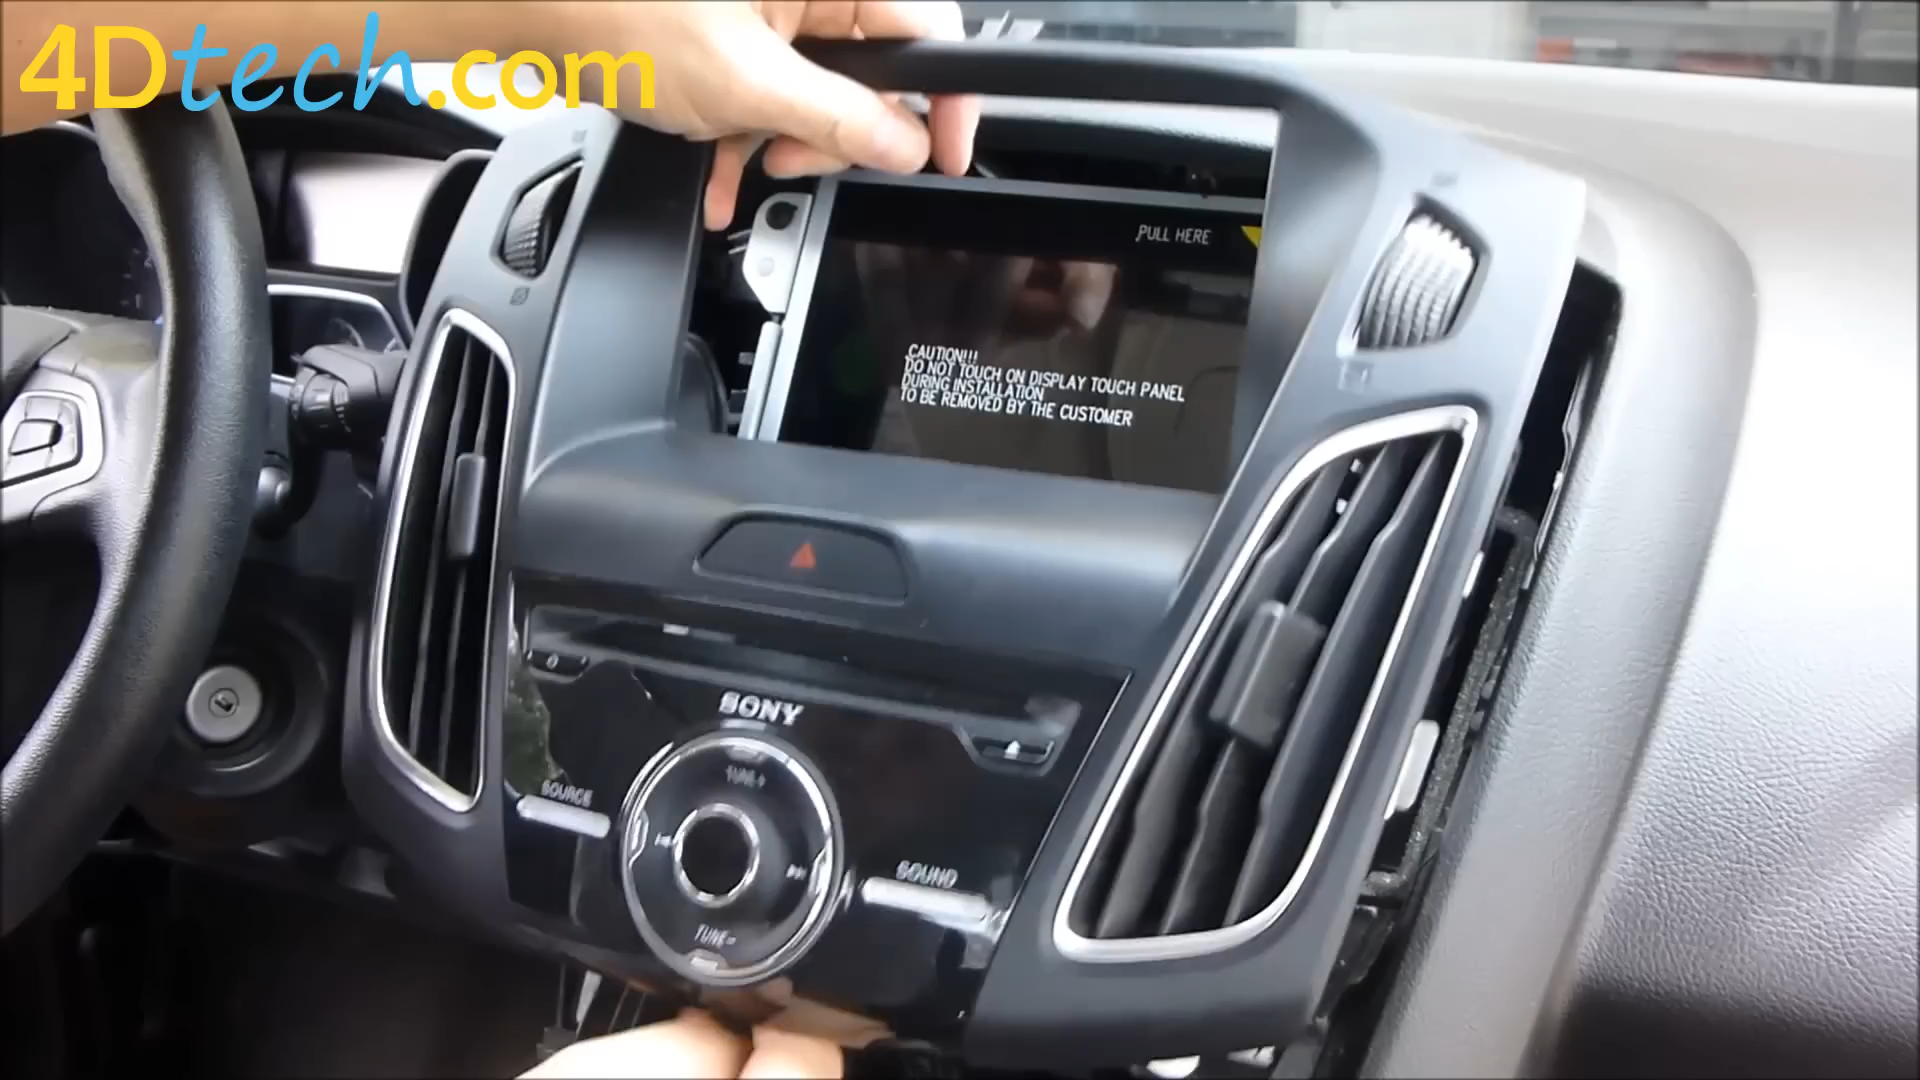 4Dtech.com
PULL HERE
CAUTION!!!
DO NOT TOUCH ON DISPLAY TOUCH PANEL
DURING INSTALLATION
TO BE REMOVED BY THE CUSTOMER
SONY
TUNE+
SOURCE
SOUND
TUNE-